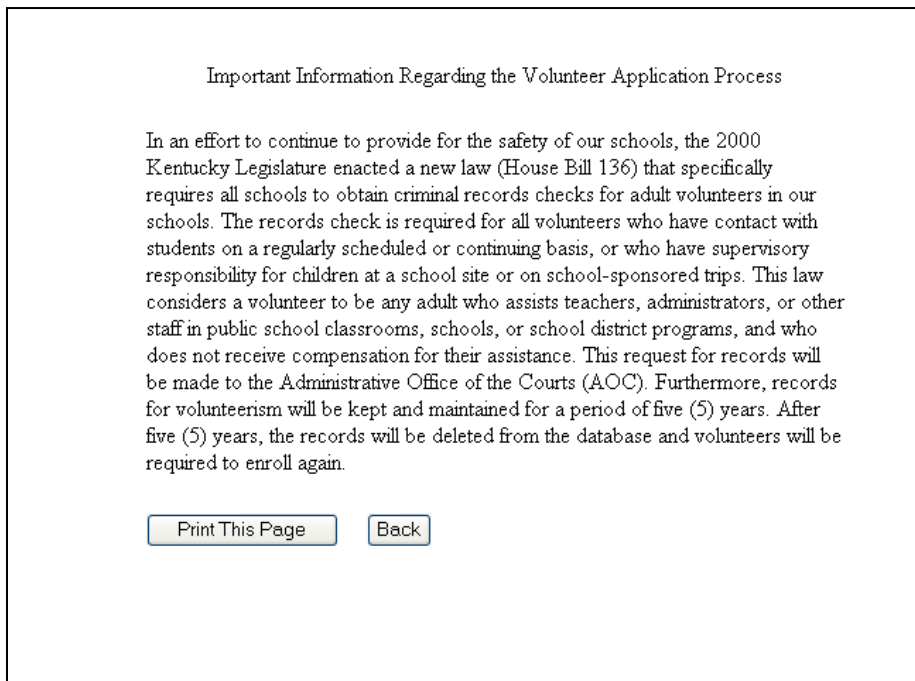 Important Information Regarding the Volunteer Application Process
In an effort to continue to provide for the safety of our schools, the 2000
Kentucky Legislature enacted a new law (House Bill 136) that specifically
requires all schools to obtain criminal records checks for adult volunteers in our
schools. The records check is required for all volunteers who have contact with
students on a regularly scheduled or continuing basis, or who have supervisory
responsibility for children at a school site or on school-sponsored trips. This law
considers a volunteer to be any adult who assists teachers, administrators, or other
staff in public school classrooms, schools, or school district programs, and who
does not receive compensation for their assistance. This request for records will
be made to the Administrative Office of the Courts (AOC). Furthermore, records
for volunteerism will be kept and maintained for a period of five (5) years. After
five (5) years, the records will be deleted from the database and volunteers will be
required to enroll again.
Print This Page Back